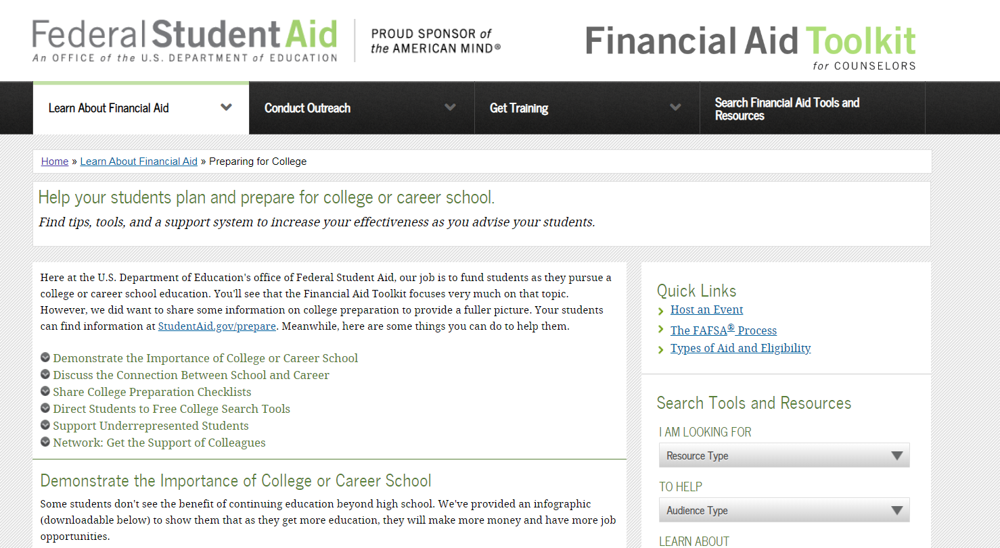 Federal Student Aid
An OFFICE of the U.S. DEPARTMENT of EDUCATION
PROUD SPONSOR of
the AMERICAN MIND®
Financial Aid Toolkit
for COUNSELORS
Learn About Financial Aid
Conduct Outreach
Get Training
Search Financial Aid Tools and
Resources
Home » Learn About Financial Aid » Preparing for College
Help your students plan and prepare for college or career school.
Find tips, tools, and a support system to increase your effectiveness as you advise your students.
Here at the U.S. Department of Education's office of Federal Student Aid, our job is to fund students as they pursue a
college or career school education. You'll see that the Financial Aid Toolkit focuses very much on that topic.
However, we did want to share some information on college preparation to provide a fuller picture. Your students
can find information at StudentAid.gov/prepare. Meanwhile, here are some things you can do to help them.
Demonstrate the Importance of College or Career School
Discuss the Connection Between School and Career
Share College Preparation Checklists
Direct Students to Free College Search Tools
Support Underrepresented Students
Network: Get the Support of Colleagues
Demonstrate the Importance of College or Career School
Some students don't see the benefit of continuing education beyond high school. We've provided an infographic
(downloadable below) to show them that as they get more education, they will make more money and have more job
opportunities.
Quick Links
Host an Event
The FAFSA® Process
Types of Aid and Eligibility
Search Tools and Resources
I AM LOOKING FOR
Resource Type
TO HELP
Audience Type
LEARN ABOUT